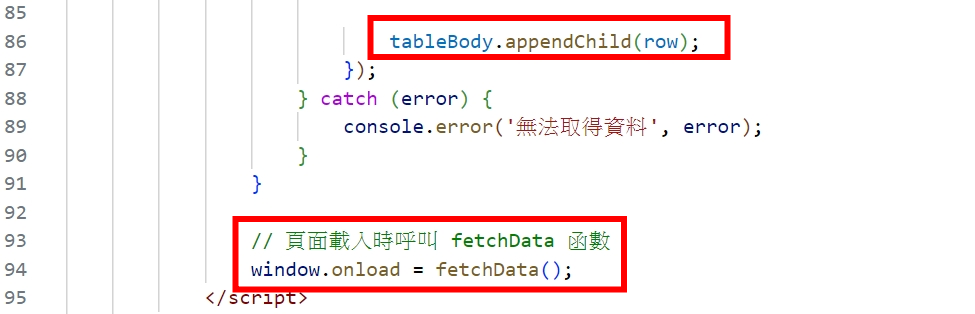 85
86 tableBody.appendChild(row);
87 });
88 } catch (error) {
89 console.error('無法取得資料', error);
90 }
91 }
92
93 // 頁面載入時呼叫 fetchData 函數
94 window.onload = fetchData();
95 </script>